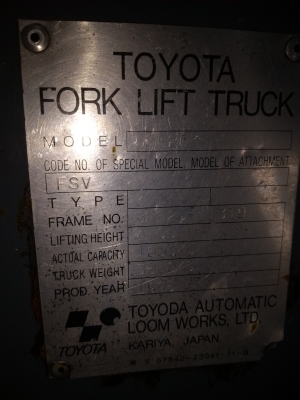 TOYOTA
FORK LIFT TRUCK
MODEL
CODE NO. OF SPECIAL MODEL, MODEL OF ATTACHMENT
FSV
TYPE
FRAME NO.
LIFTING HEIGHT
ACTUAL CAPACITY
TRUCK WEIGHT
PROD. YEAR
TOYODA AUTOMATIC
LOOM WORKS, LTD.
TOYOTA
KARIYA, JAPAN.